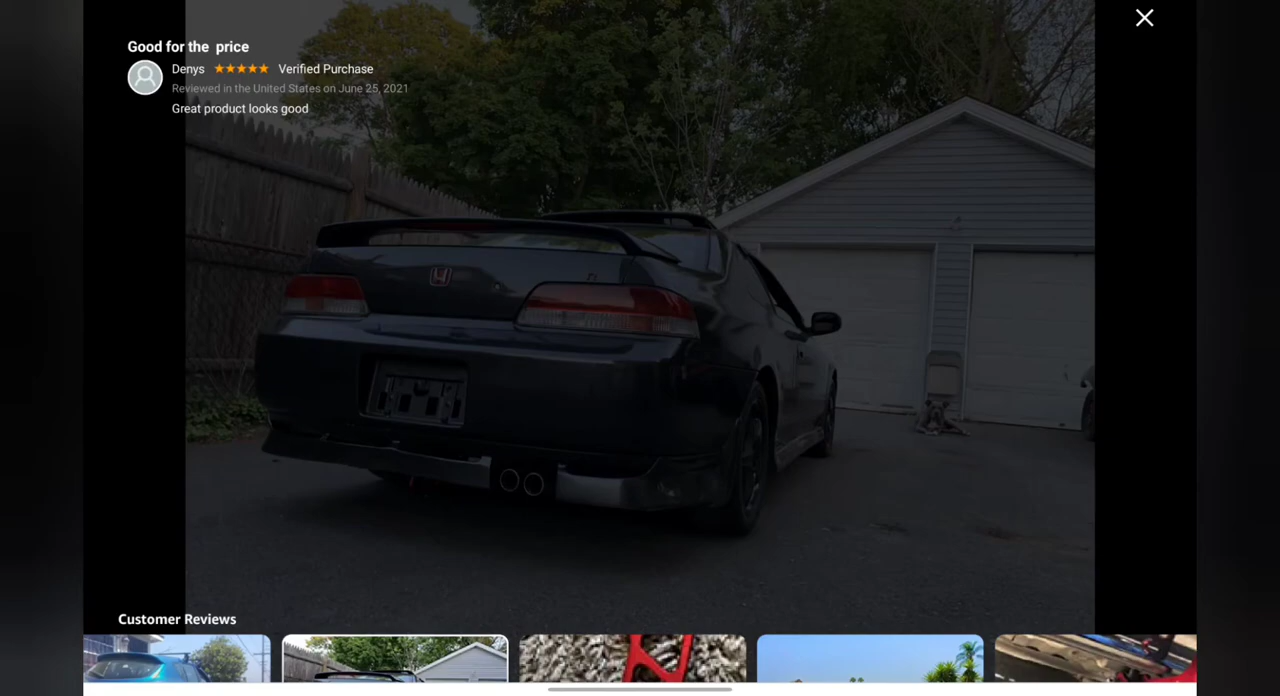 Good for the price
Denys Verified Purchase
Reviewed in the United States on June 25, 2021
Great product looks good
Customer Reviews